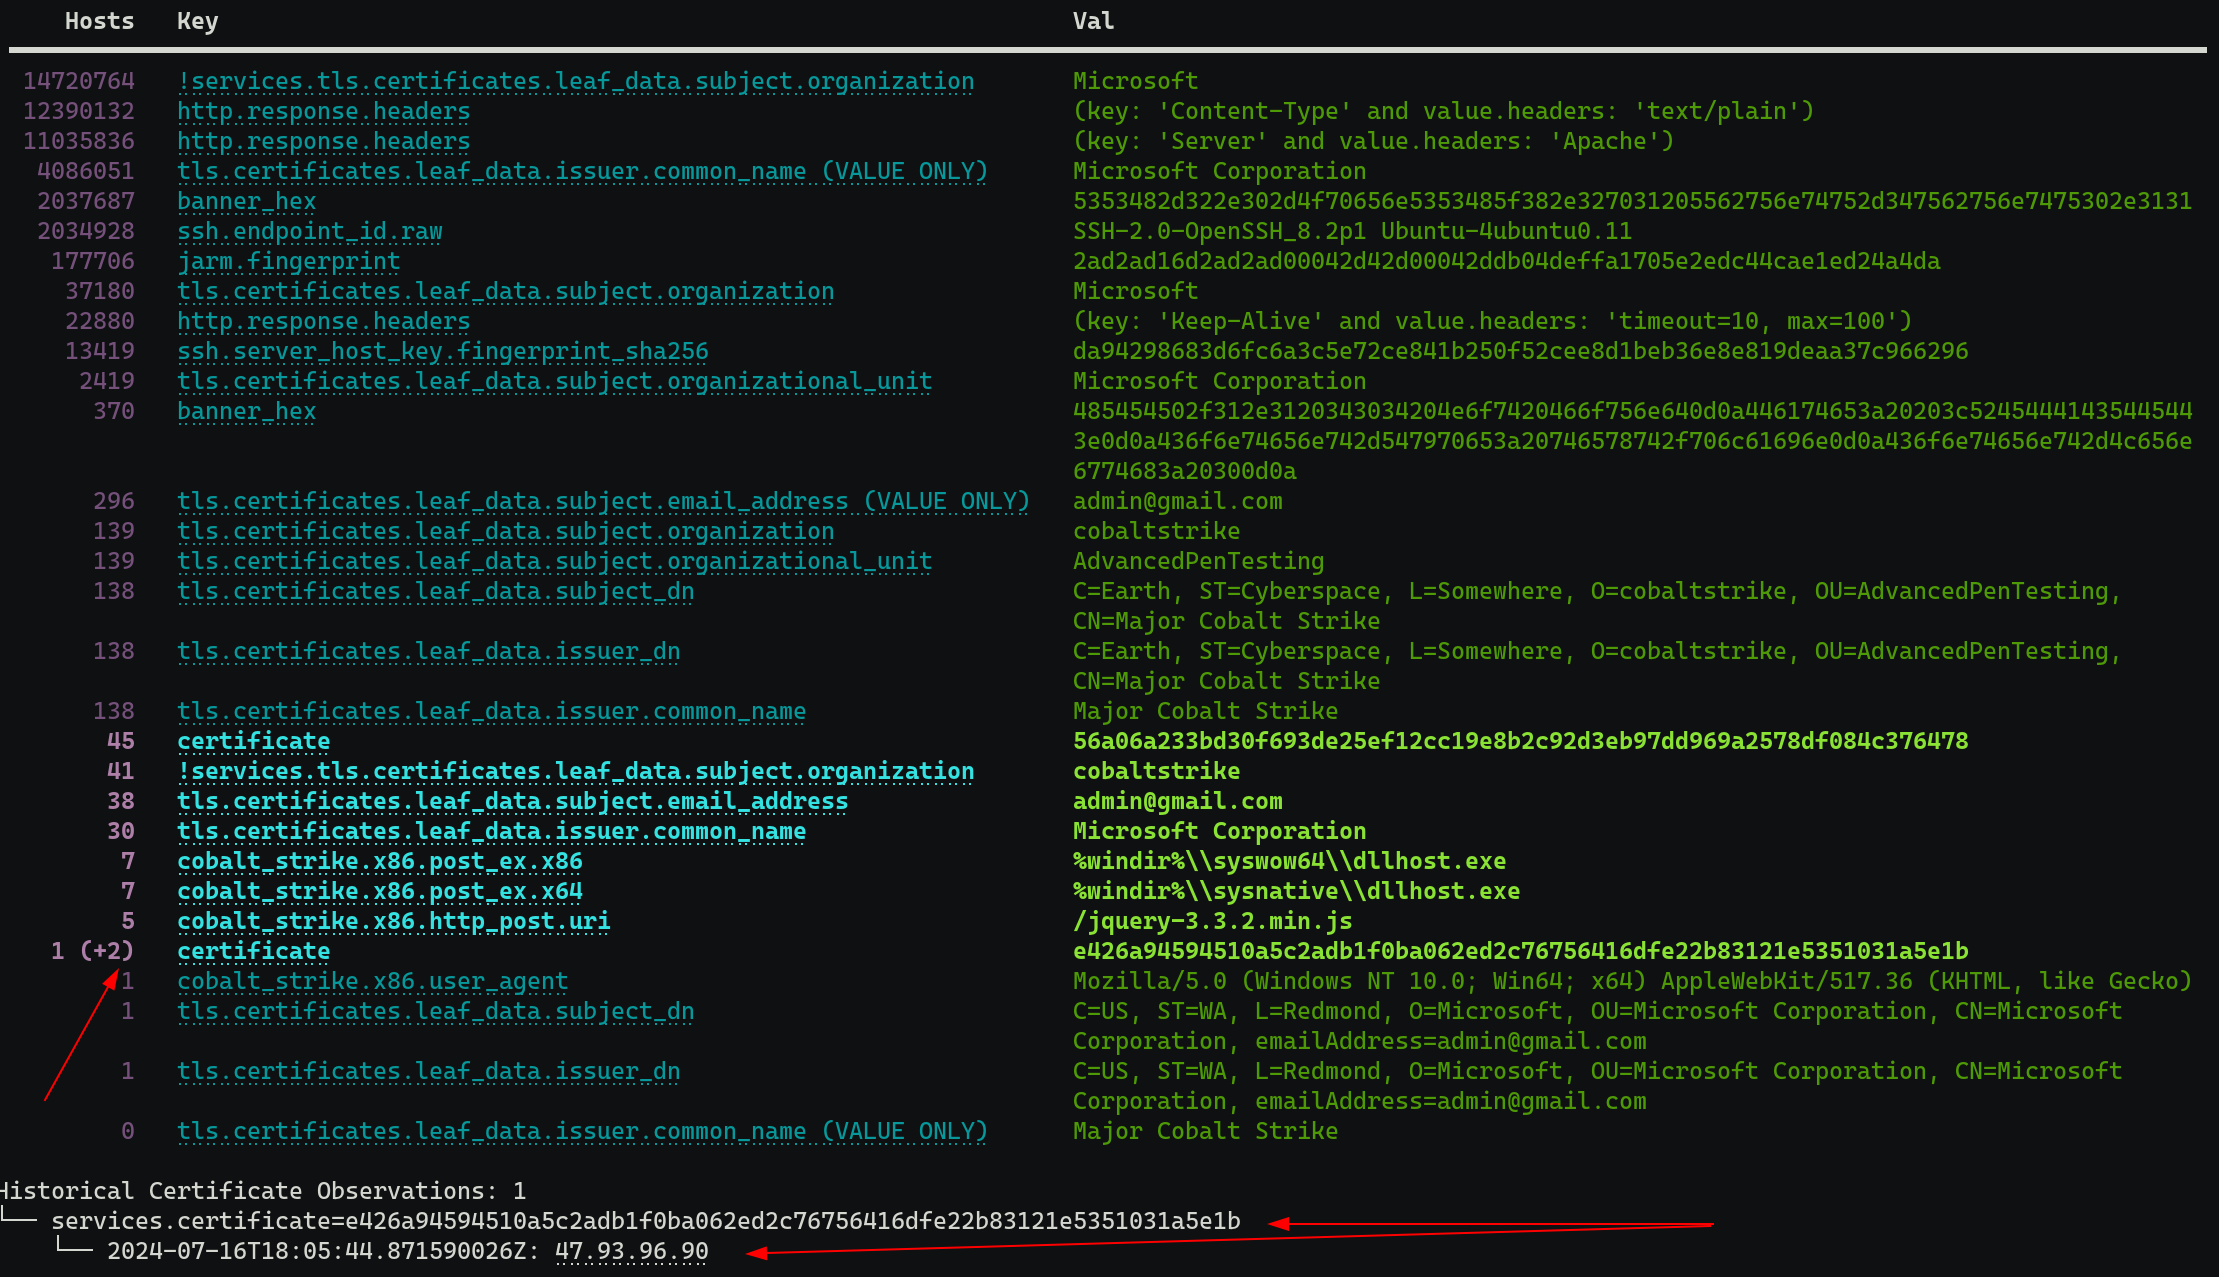 Hosts Key Val
14720764 !services.tls.certificates.leaf_data.subject.organization Microsoft
12390132 http.response.headers (key: 'Content-Type' and value.headers: 'text/plain')
11035836 http.response.headers (key: 'Server' and value.headers: 'Apache')
4086051 tls.certificates.leaf_data.issuer.common_name (VALUE ONLY) Microsoft Corporation
2037687 banner_hex 5353482d322e302d4f70656e5353485f382e327031205562756e74752d347562756e7475302e3131
2034928 ssh.endpoint_id.raw SSH-2.0-OpenSSH_8.2p1 Ubuntu-4ubuntu0.11
177706 jarm.fingerprint 2ad2ad16d2ad2ad00042d42d00042ddb04deffa1705e2edc44cae1ed24a4da
37180 tls.certificates.leaf_data.subject.organization Microsoft
22880 http.response.headers (key: 'Keep-Alive' and value.headers: 'timeout=10, max=100')
13419 ssh.server_host_key.fingerprint_sha256 da94298683d6fc6a3c5e72ce841b250f52cee8d1beb36e8e819deaa37c966296
2419 tls.certificates.leaf_data.subject.organizational_unit Microsoft Corporation
370 banner_hex 485454502f312e3120343034204e6f7420466f756e640d0a446174653a20203c52454441435445 44
3e0d0a436f6e74656e742d547970653a20746578742f706c61696e0d0a436f6e74656e742d4c656e
6774683a20300d0a
296 tls.certificates.leaf_data.subject.email_address (VALUE ONLY) admin@gmail.com
139 tls.certificates.leaf_data.subject.organization cobaltstrike
139 tls.certificates.leaf_data.subject.organizational_unit AdvancedPenTesting
138 tls.certificates.leaf_data.subject_dn C=Earth, ST=Cyberspace, L=Somewhere, O=cobaltstrike, OU=AdvancedPenTesting,
CN=Major Cobalt Strike
138 tls.certificates.leaf_data.issuer_dn C=Earth, ST=Cyberspace, L=Somewhere, O=cobaltstrike, OU=AdvancedPenTesting,
CN=Major Cobalt Strike
138 tls.certificates.leaf_data.issuer.common_name Major Cobalt Strike
45 certificate 56a06a233bd30f693de25ef12cc19e8b2c92d3eb97dd969a2578df084c376478
41 !services.tls.certificates.leaf_data.subject.organization cobaltstrike
38 tls.certificates.leaf_data.subject.email_address admin@gmail.com
30 tls.certificates.leaf_data.issuer.common_name Microsoft Corporation
7 cobalt_strike.x86.post_ex.x86 %windir%\\syswow64\\dllhost.exe
7 cobalt_strike.x86.post_ex.x64 %windir%\\sysnative\\dllhost.exe
5 cobalt_strike.x86.http_post.uri /jquery-3.3.2.min.js
1 (+2) certificate e426a94594510a5c2adb1f0ba062ed2c76756416dfe22b83121e5351031a5e1b
1 cobalt_strike.x86.user_agent Mozilla/5.0 (Windows NT 10.0; Win64; x64) AppleWebKit/517.36 (KHTML, like Gecko)
1 tls.certificates.leaf_data.subject_dn C=US, ST=WA, L=Redmond, O=Microsoft, OU=Microsoft Corporation, CN=Microsoft
Corporation, emailAddress=admin@gmail.com
1 tls.certificates.leaf_data.issuer_dn C=US, ST=WA, L=Redmond, O=Microsoft, OU=Microsoft Corporation, CN=Microsoft
Corporation, emailAddress=admin@gmail.com
0 tls.certificates.leaf_data.issuer.common_name (VALUE ONLY) Major Cobalt Strike
Historical Certificate Observations: 1
services.certificate=e426a94594510a5c2adb1f0ba062ed2c76756416dfe22b83121e5351031a5e1b
2024-07-16T18:05:44.871590026Z: 47.93.96.90